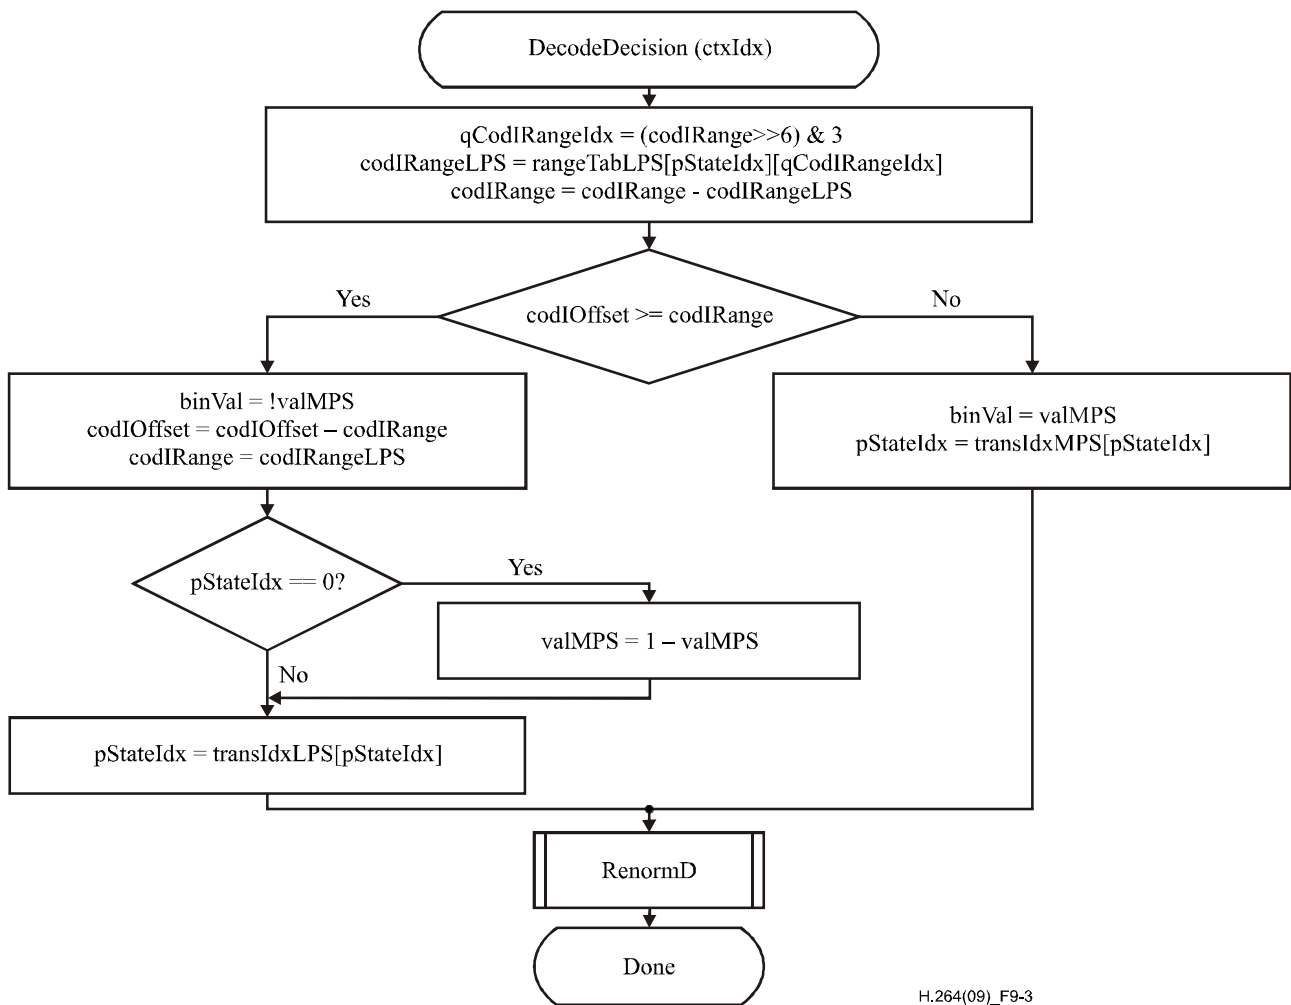 DecodeDecision (ctxIdx)
qCodIRangeIdx = (codIRange>>6) & 3
codIRangeLPS = rangeTabLPS[pStateIdx][qCodIRangeIdx]
codIRange = codIRange - codIRangeLPS
Yes
No
codIOffset >= codIRange
binVal = !valMPS
codIOffset = codIOffset – codIRange
codIRange = codIRangeLPS
binVal = valMPS
pStateIdx = transIdxMPS[pStateIdx]
pStateIdx == 0?
Yes
valMPS = 1 – valMPS
No
pStateIdx = transIdxLPS[pStateIdx]
RenormD
Done
H.264(09)_F9-3